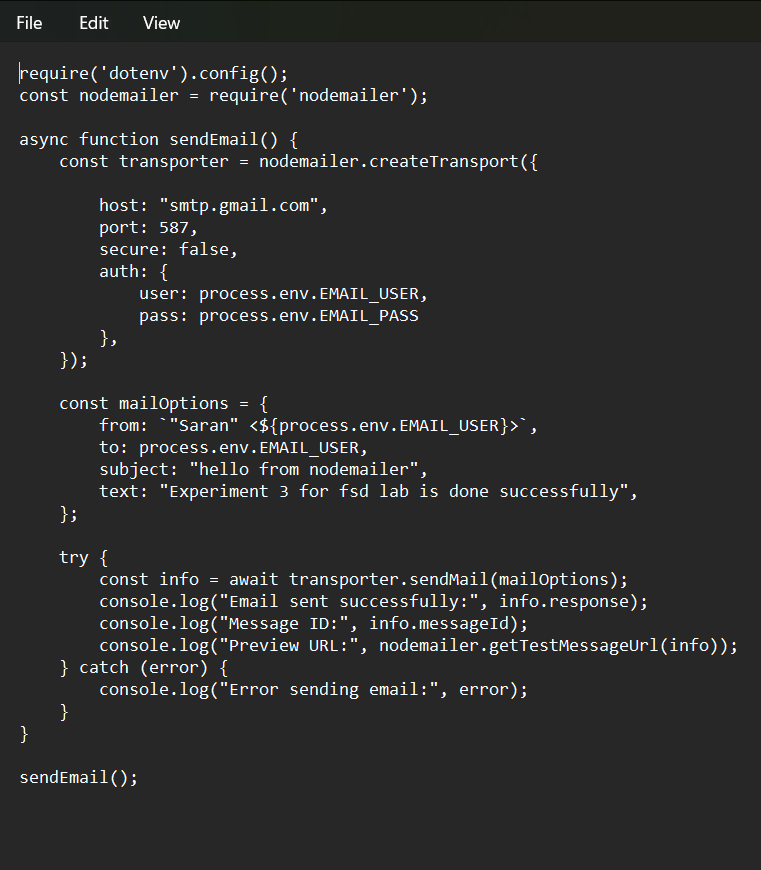 File Edit View
require('dotenv').config();
const nodemailer = require('nodemailer');
async function sendEmail() {
    const transporter = nodemailer.createTransport({
        host: "smtp.gmail.com",
        port: 587,
        secure: false,
        auth: {
            user: process.env.EMAIL_USER,
            pass: process.env.EMAIL_PASS
        },
    });
    const mailOptions = {
        from: `"Saran" <${process.env.EMAIL_USER}>`,
        to: process.env.EMAIL_USER,
        subject: "hello from nodemailer",
        text: "Experiment 3 for fsd lab is done successfully",
    };
    try {
        const info = await transporter.sendMail(mailOptions);
        console.log("Email sent successfully:", info.response);
        console.log("Message ID:", info.messageId);
        console.log("Preview URL:", nodemailer.getTestMessageUrl(info));
    } catch (error) {
        console.log("Error sending email:", error);
    }
}
sendEmail();